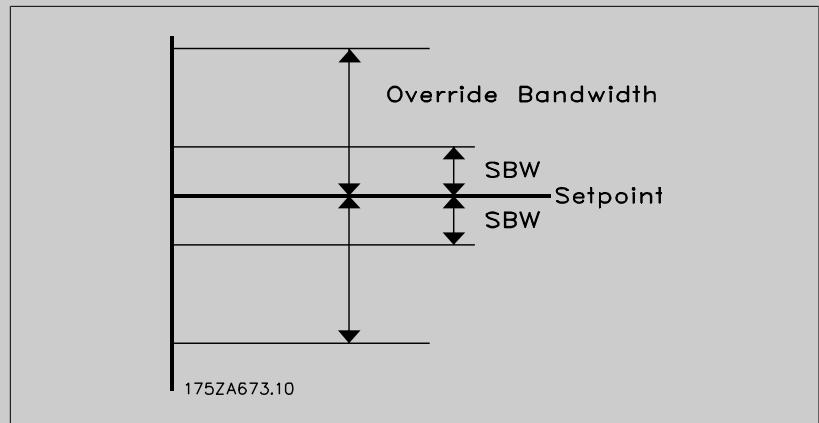 Override Bandwidth
SBW
Setpoint
SBW
175ZA673.10